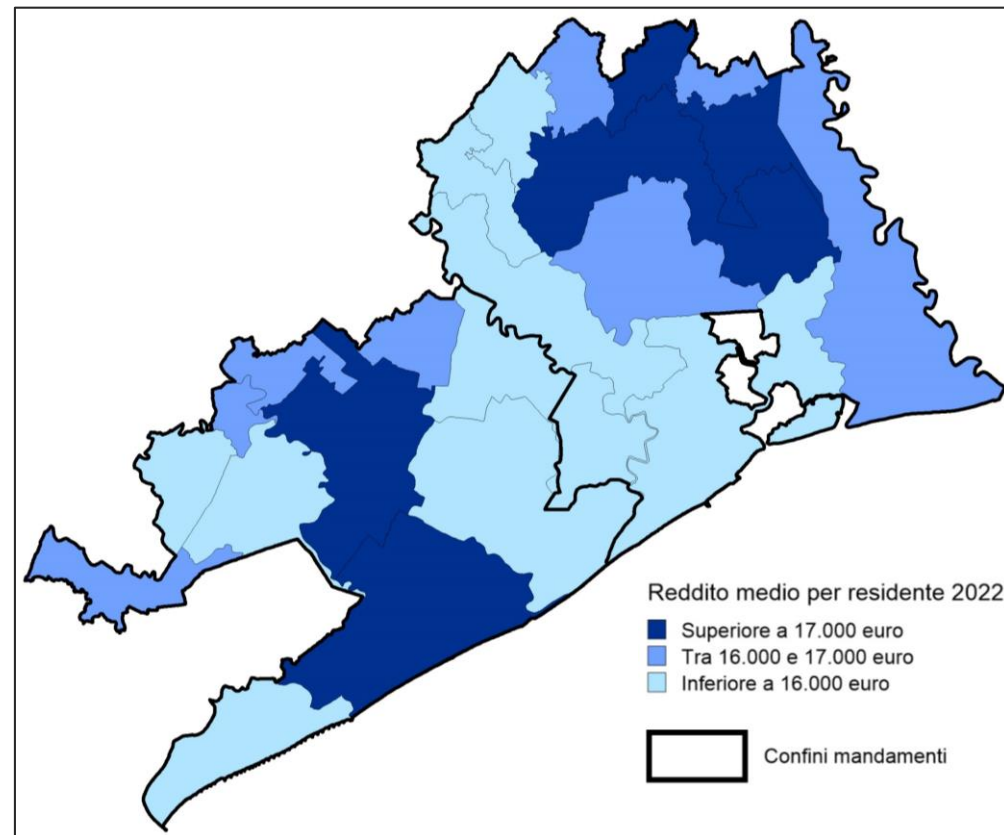 Reddito medio per residente 2022
Superiore a 17.000 euro
Tra 16.000 e 17.000 euro
Inferiore a 16.000 euro
Confini mandamenti